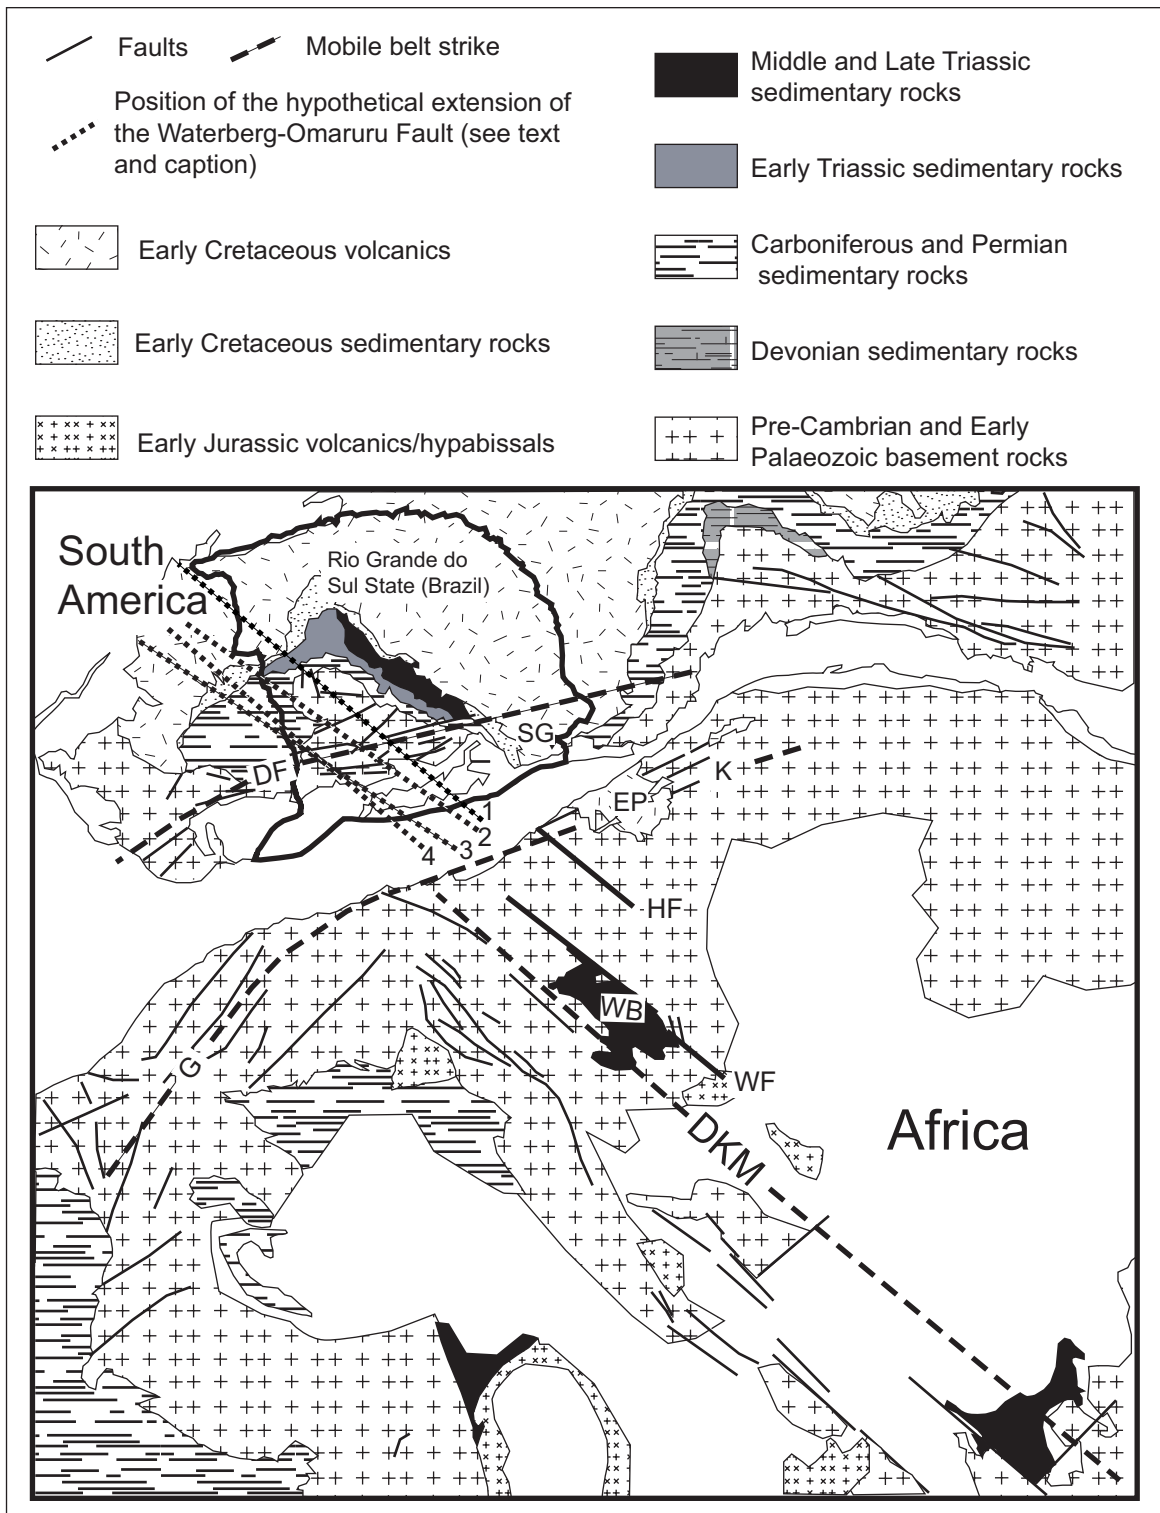 Faults
Mobile belt strike
Position of the hypothetical extension of
the Waterberg-Omaruru Fault (see text
and caption)
Early Cretaceous volcanics
Early Cretaceous sedimentary rocks
Early Jurassic volcanics/hypabissals
Middle and Late Triassic
sedimentary rocks
Early Triassic sedimentary rocks
Carboniferous and Permian
sedimentary rocks
Devonian sedimentary rocks
Pre-Cambrian and Early
Palaeozoic basement rocks
South
America
Rio Grande do
Sul State (Brazil)
SG
DF
K
EP
1
2
3
4
HF
WB
G
WF
DKM
Africa